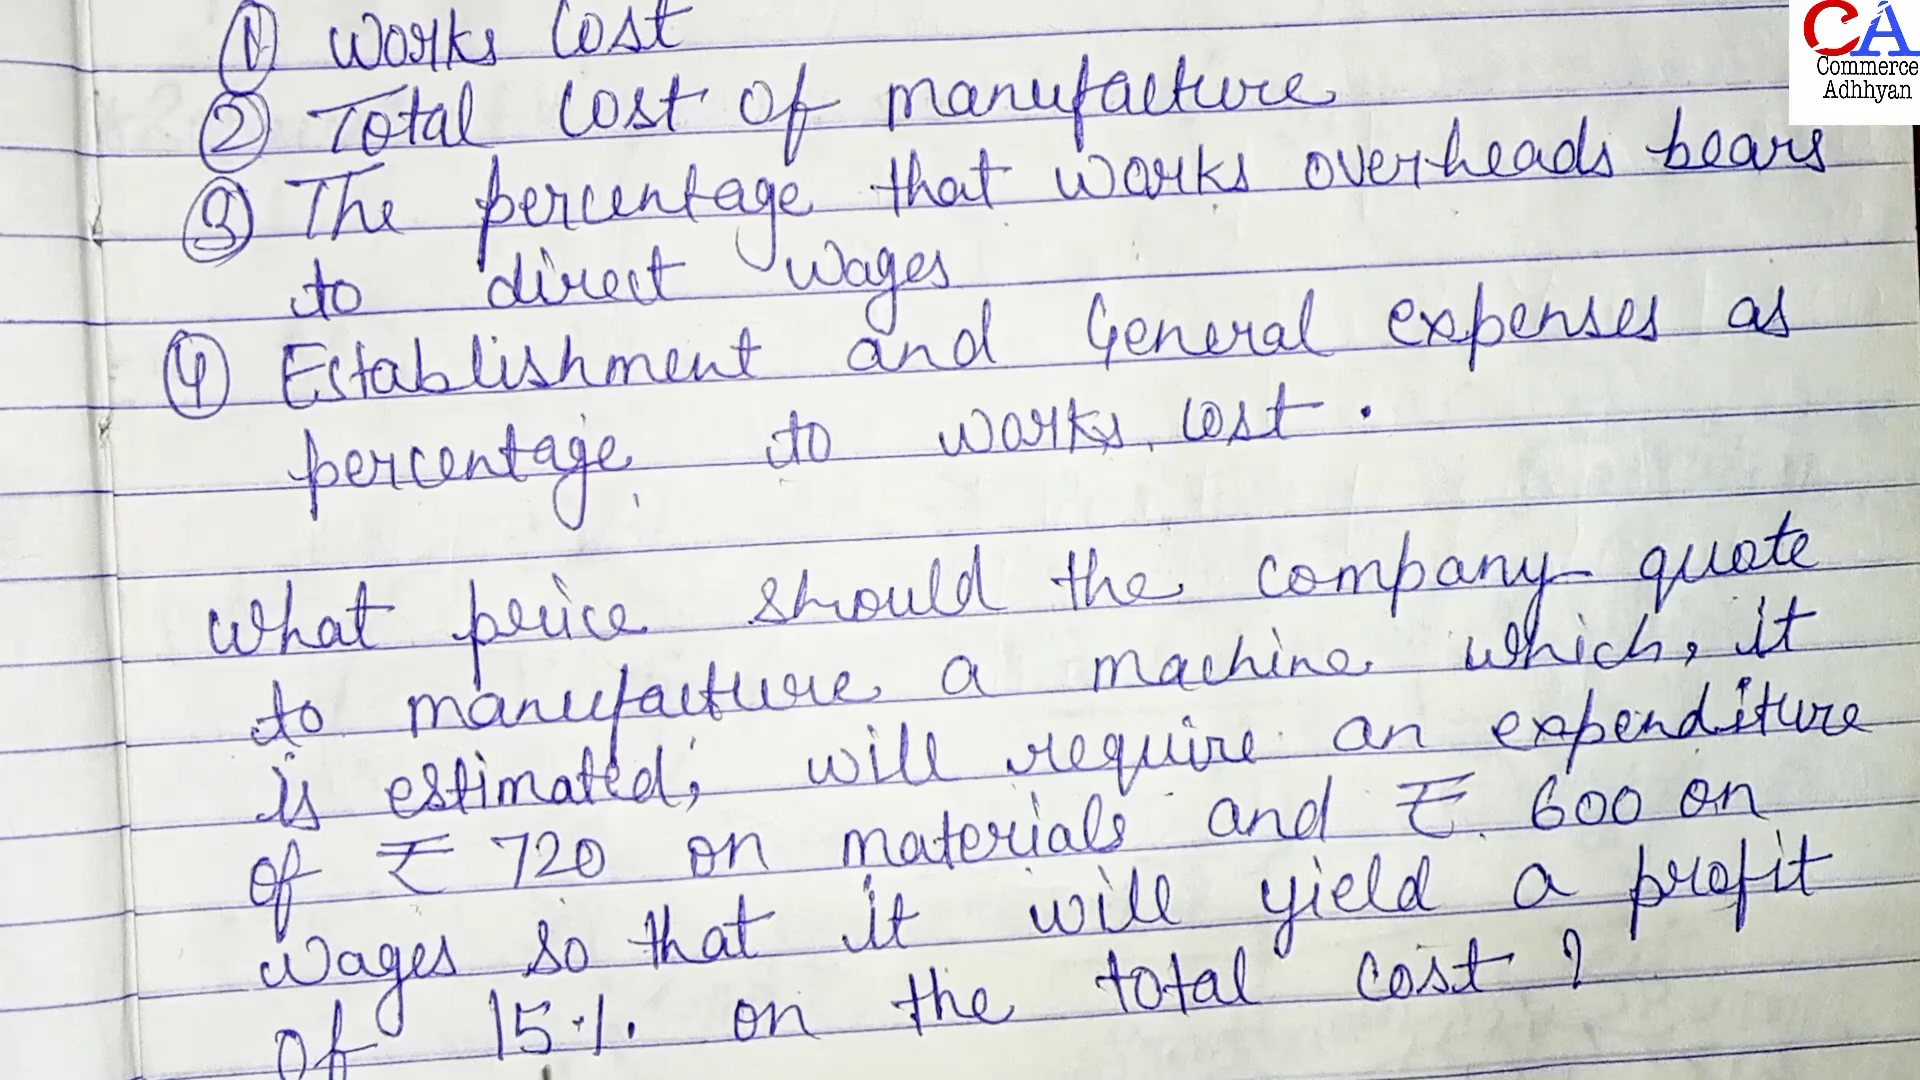 ① Works Cost
② Total Cost of manufacture
③ The percentage that works overheads bears
to direct wages
④ Establishment and General expenses as
percentage to works cost.
What price should the company quote
to manufacture a machine which, it
is estimated, will require an expenditure
of ₹ 720 on materials and ₹. 600 on
wages so that it will yield a profit
of 15%. on the total cost?
CA
Commerce
Adhhyan